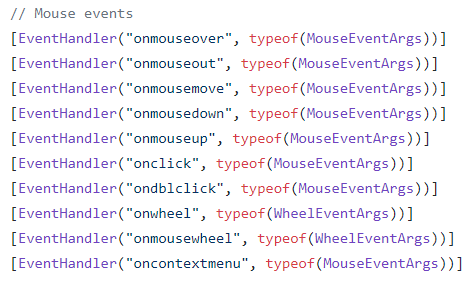 // Mouse events
[EventHandler("onmouseover", typeof(MouseEventArgs))]
[EventHandler("onmouseout", typeof(MouseEventArgs))]
[EventHandler("onmousemove", typeof(MouseEventArgs))]
[EventHandler("onmousedown", typeof(MouseEventArgs))]
[EventHandler("onmouseup", typeof(MouseEventArgs))]
[EventHandler("onclick", typeof(MouseEventArgs))]
[EventHandler("ondblclick", typeof(MouseEventArgs))]
[EventHandler("onwheel", typeof(WheelEventArgs))]
[EventHandler("onmousewheel", typeof(WheelEventArgs))]
[EventHandler("oncontextmenu", typeof(MouseEventArgs))]